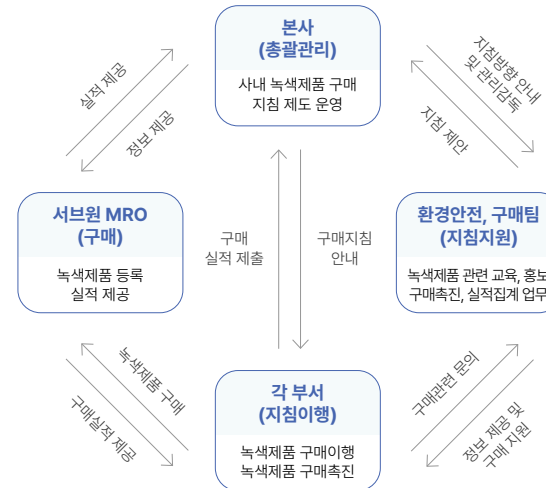 본사
(총괄관리)
사내 녹색제품 구매
지침 제도 운영
실적 제공
정보 제공
지침방향 안내
및 관리감독
지침 제안
서브원 MRO
(구매)
녹색제품 등록
실적 제공
구매
실적 제출
구매지침
안내
환경안전, 구매팀
(지침지원)
녹색제품 관련 교육, 홍보
구매촉진, 실적집계 업무
녹색제품 구매
구매실적 제공
각 부서
(지침이행)
녹색제품 구매이행
녹색제품 구매촉진
구매관련 문의
정보 제공 및
구매 지원